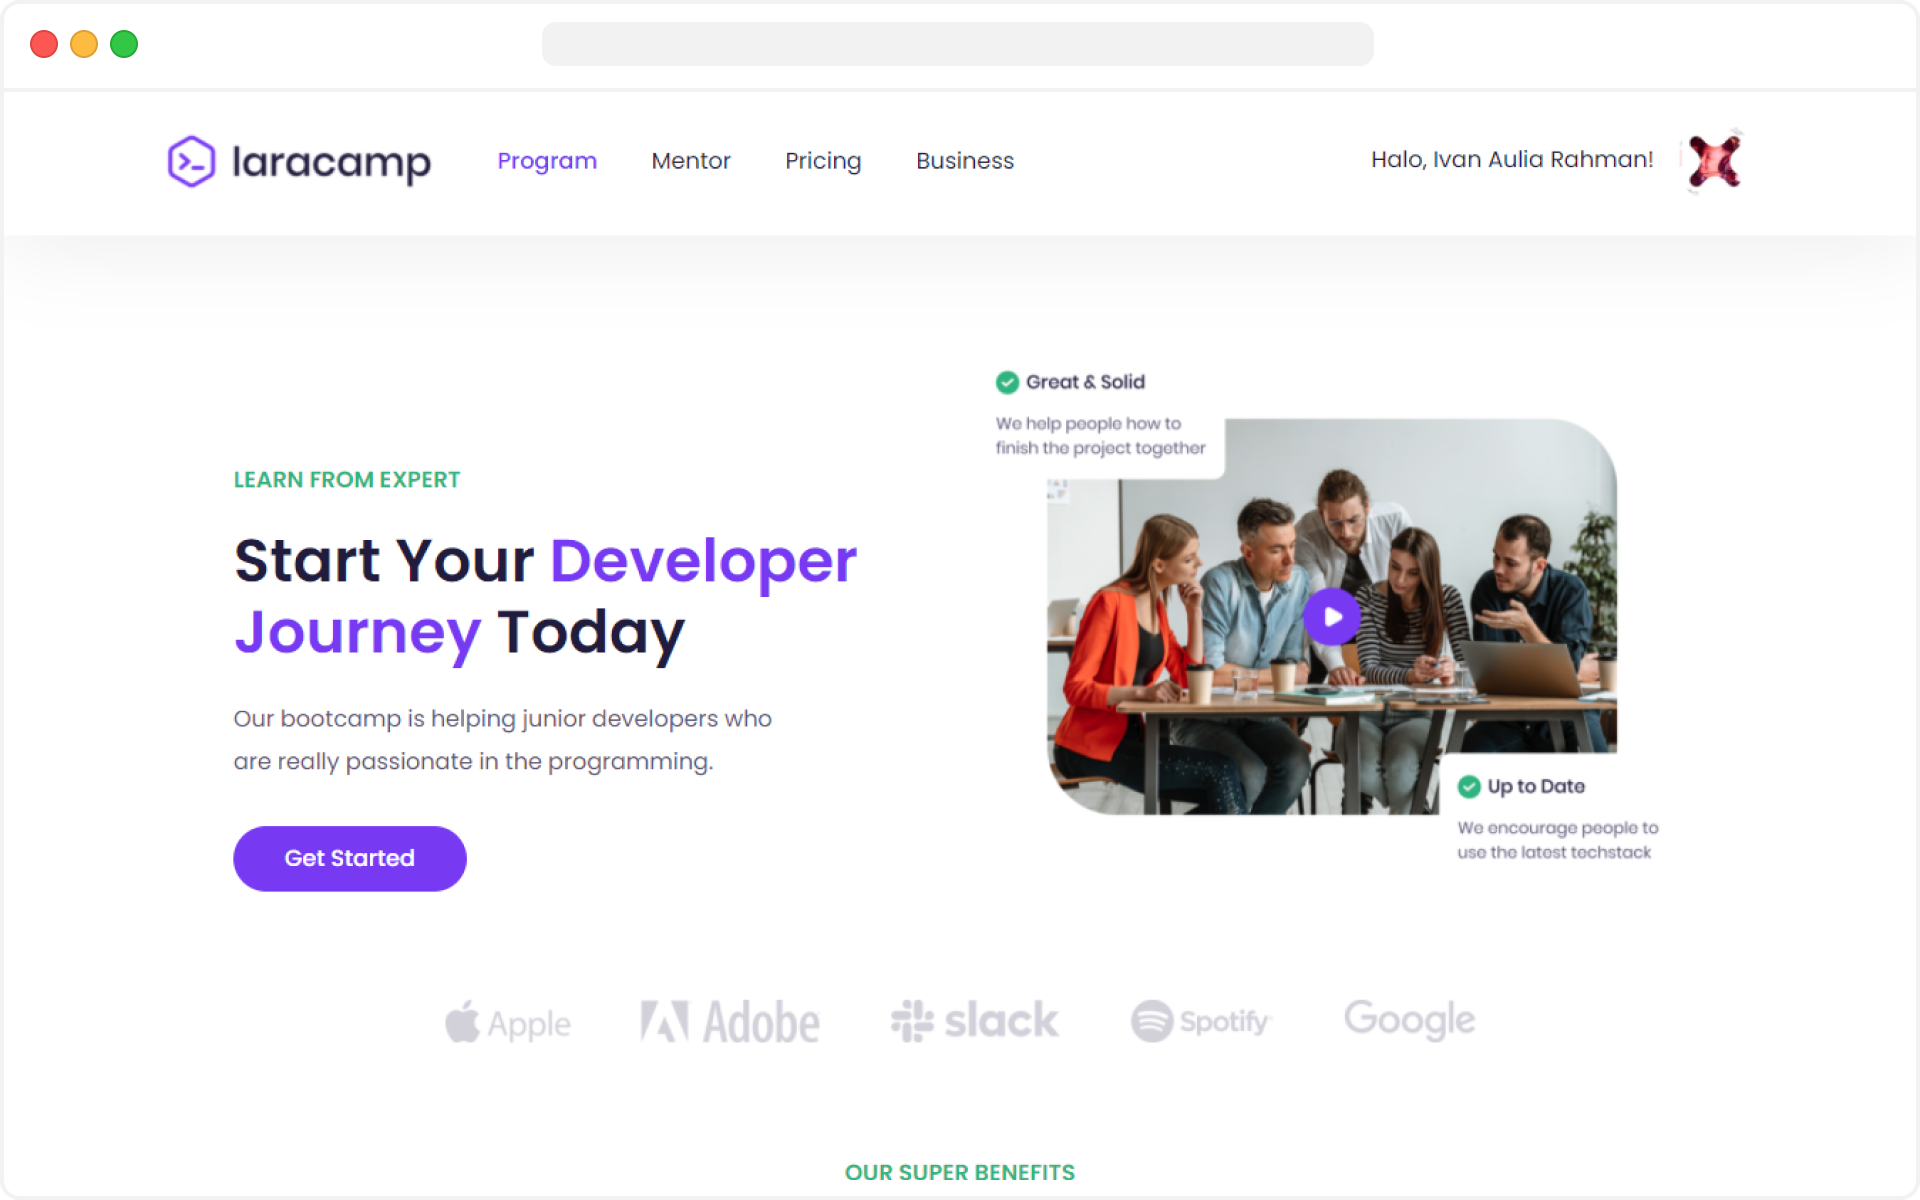 laracamp
Program
Mentor
Pricing
Business
Halo, Ivan Aulia Rahman!
LEARN FROM EXPERT
Start Your Developer
Journey Today
Our bootcamp is helping junior developers who
are really passionate in the programming.
Get Started
Great & Solid
We help people how to
finish the project together
Up to Date
We encourage people to
use the latest techstack
Apple
Adobe
slack
Spotify
Google
OUR SUPER BENEFITS